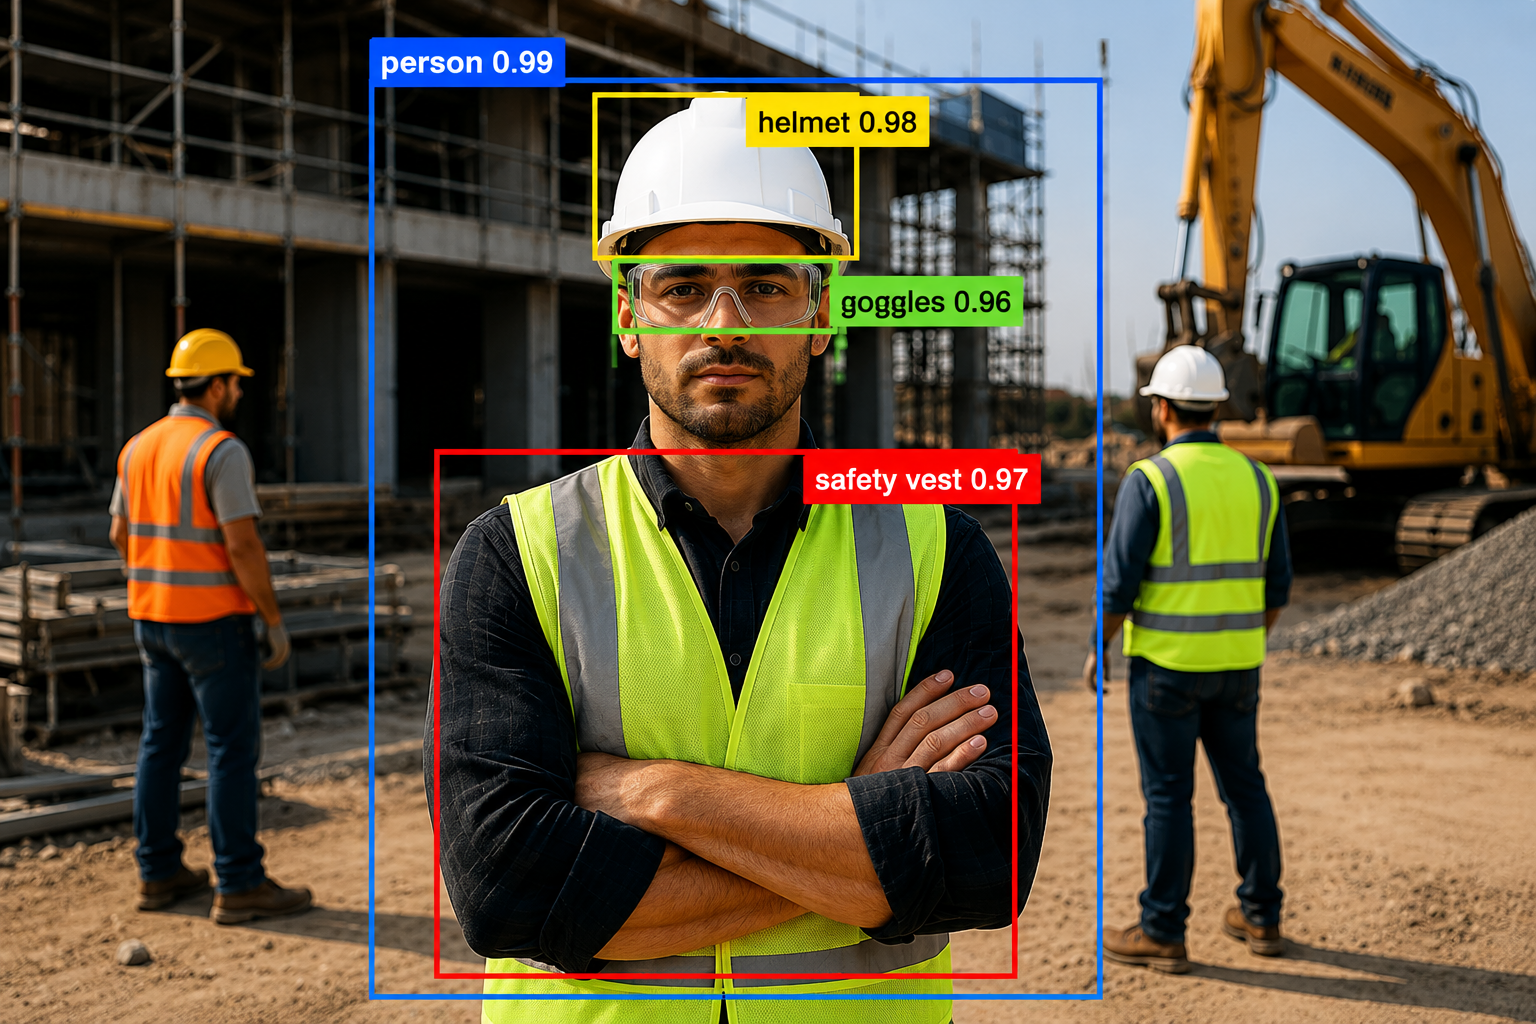 person 0.99
helmet 0.98
goggles 0.96
safety vest 0.97